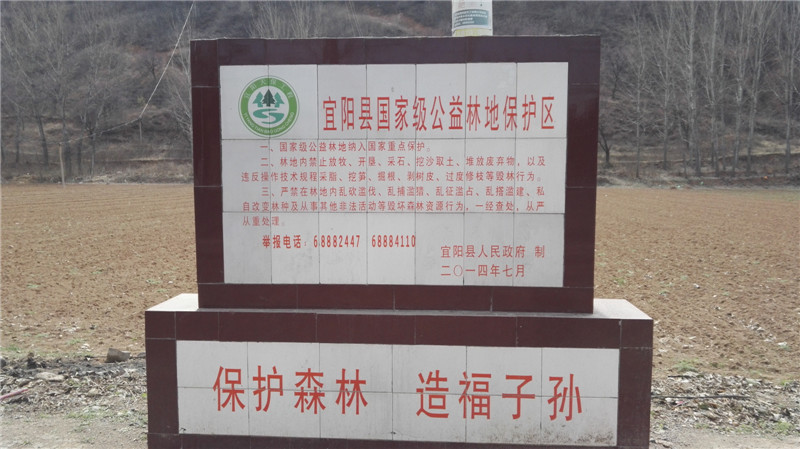 宜阳县国家级公益林地保护区
一、国家级公益林地纳入国家重点保护。
二、林地内禁止放牧、开垦、采石、挖沙取土、堆放废弃物，以及
违反操作技术规程采脂、挖笋、掘根、剥树皮、过度修枝等毁林行为。
三、严禁在林地内乱砍滥伐、乱捕滥猎、乱征滥占、乱搭滥建、私
自改变林种及从事其他非法活动等毁坏森林资源行为，一经查处，从严
从重处理。
举报电话：68882447 68884110
宜阳县人民政府 制
二〇一四年七月
保护森林 造福子孙